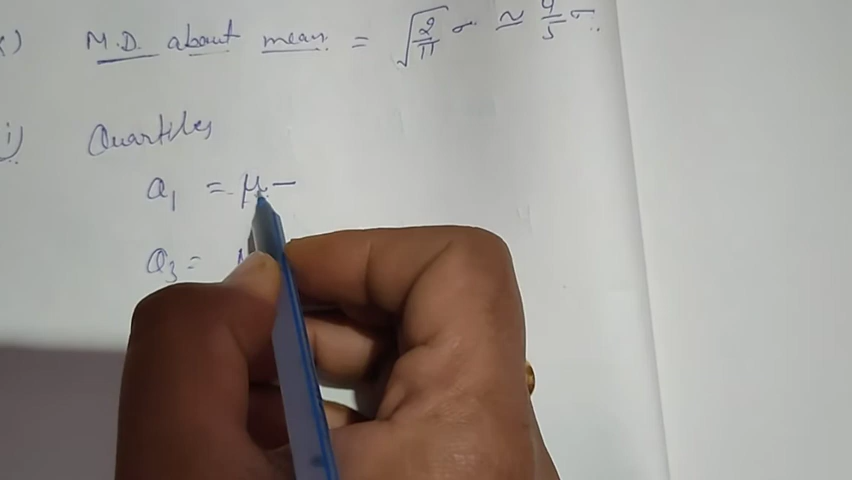 x) M.D. about mean = √(2/π) σ ≃ 4/5 σ
i) Quartiles
Q₁ = μ −
Q₃ =